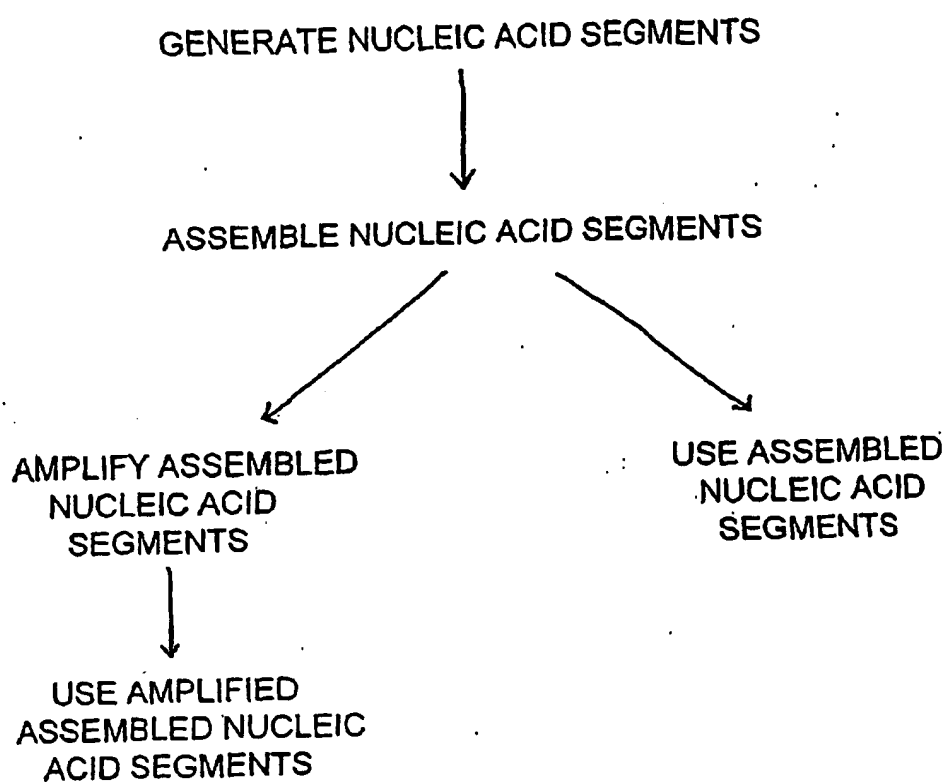 GENERATE NUCLEIC ACID SEGMENTS
ASSEMBLE NUCLEIC ACID SEGMENTS
AMPLIFY ASSEMBLED
NUCLEIC ACID
SEGMENTS
USE ASSEMBLED
NUCLEIC ACID
SEGMENTS
USE AMPLIFIED
ASSEMBLED NUCLEIC
ACID SEGMENTS